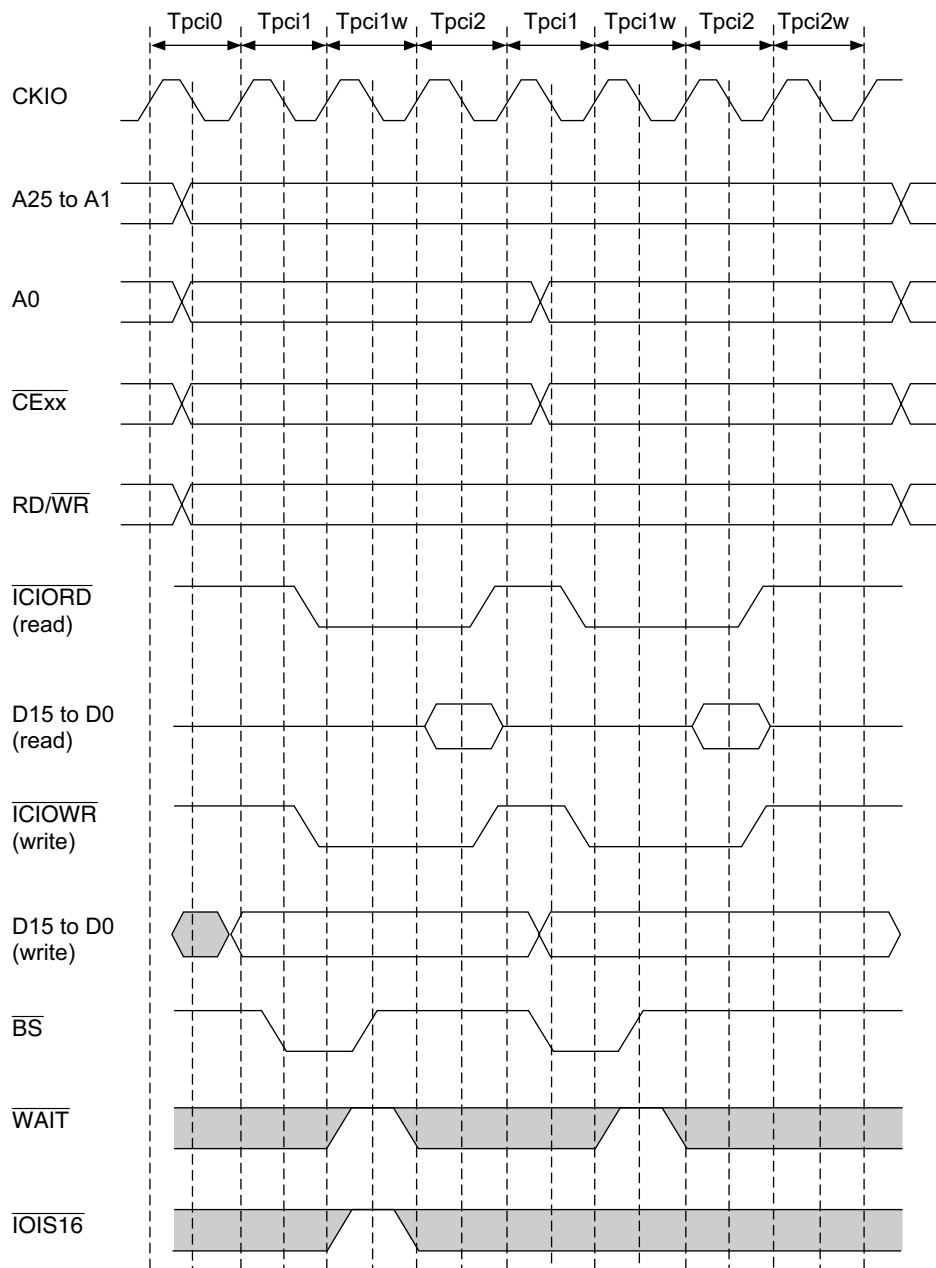 Tpci0 Tpci1 Tpci1w Tpci2 Tpci1 Tpci1w Tpci2 Tpci2w
CKIO
A25 to A1
A0
CExx
RD/WR
ICIORD
(read)
D15 to D0
(read)
ICIOWR
(write)
D15 to D0
(write)
BS
WAIT
IOIS16